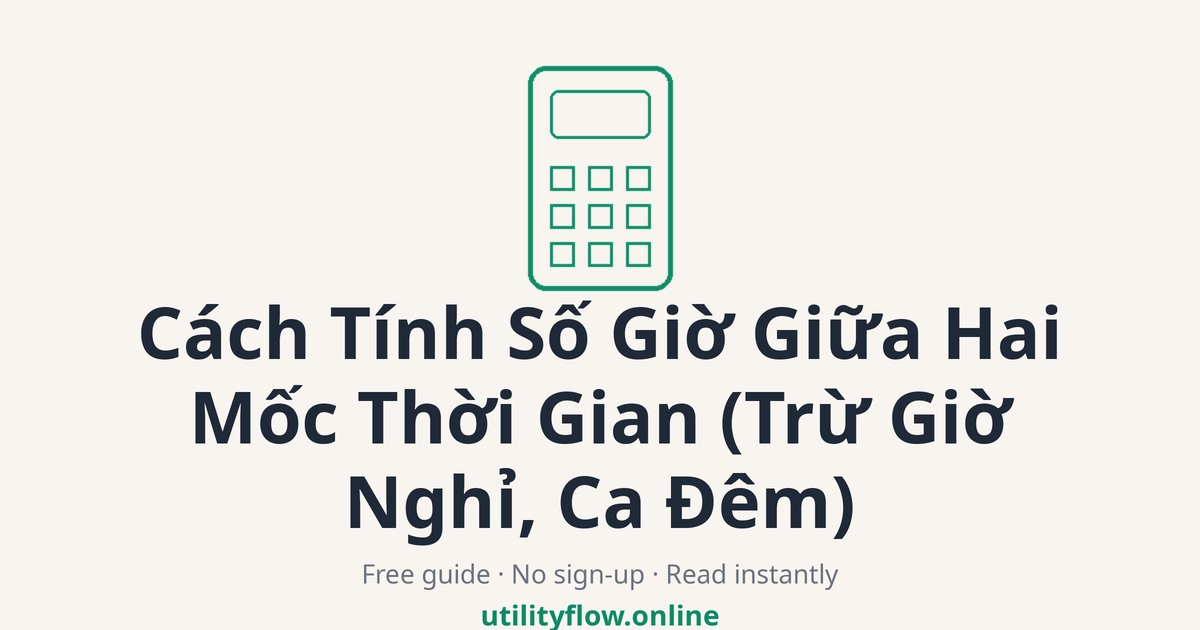 Cách Tính Số Giờ Giữa Hai
Mốc Thời Gian (Trừ Giờ
Nghỉ, Ca Đêm)
Free guide · No sign-up · Read instantly
utilityflow.online